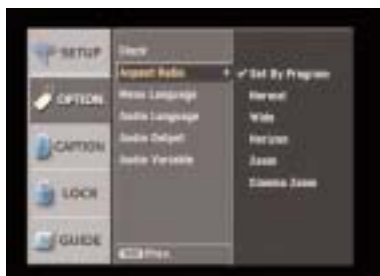 SETUP
OPTION
CAPTION
LOCK
GUIDE
Aspect Ratio
Menu Language
Audio Language
Audio Output
Audio Variable
✔ Set By Program
Normal
Wide
Horizon
Zoom
Cinema Zoom
Prev.